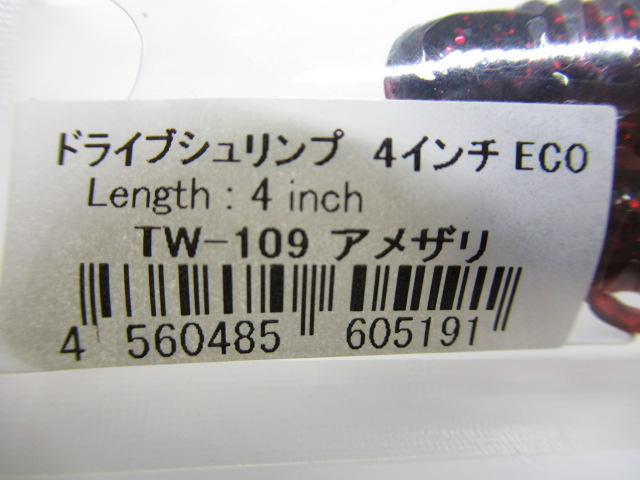 ドライブシュリンプ 4インチ ECO
Length : 4 inch
TW-109 アメザリ
4 560485 605191